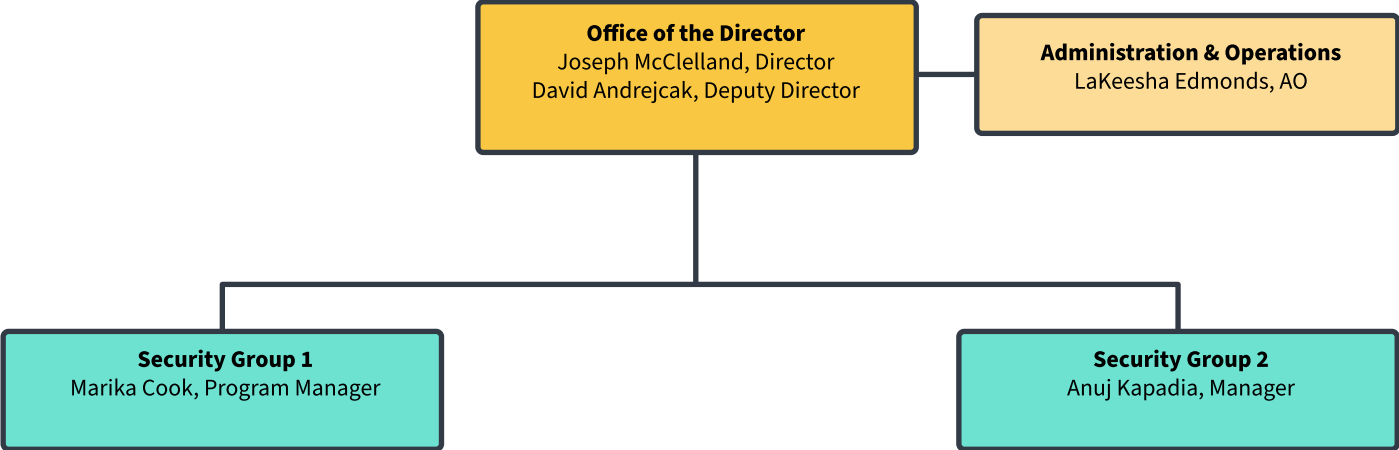 Office of the Director
Joseph McClelland, Director
David Andrejcak, Deputy Director
Administration & Operations
LaKeesha Edmonds, AO
Security Group 1
Marika Cook, Program Manager
Security Group 2
Anuj Kapadia, Manager